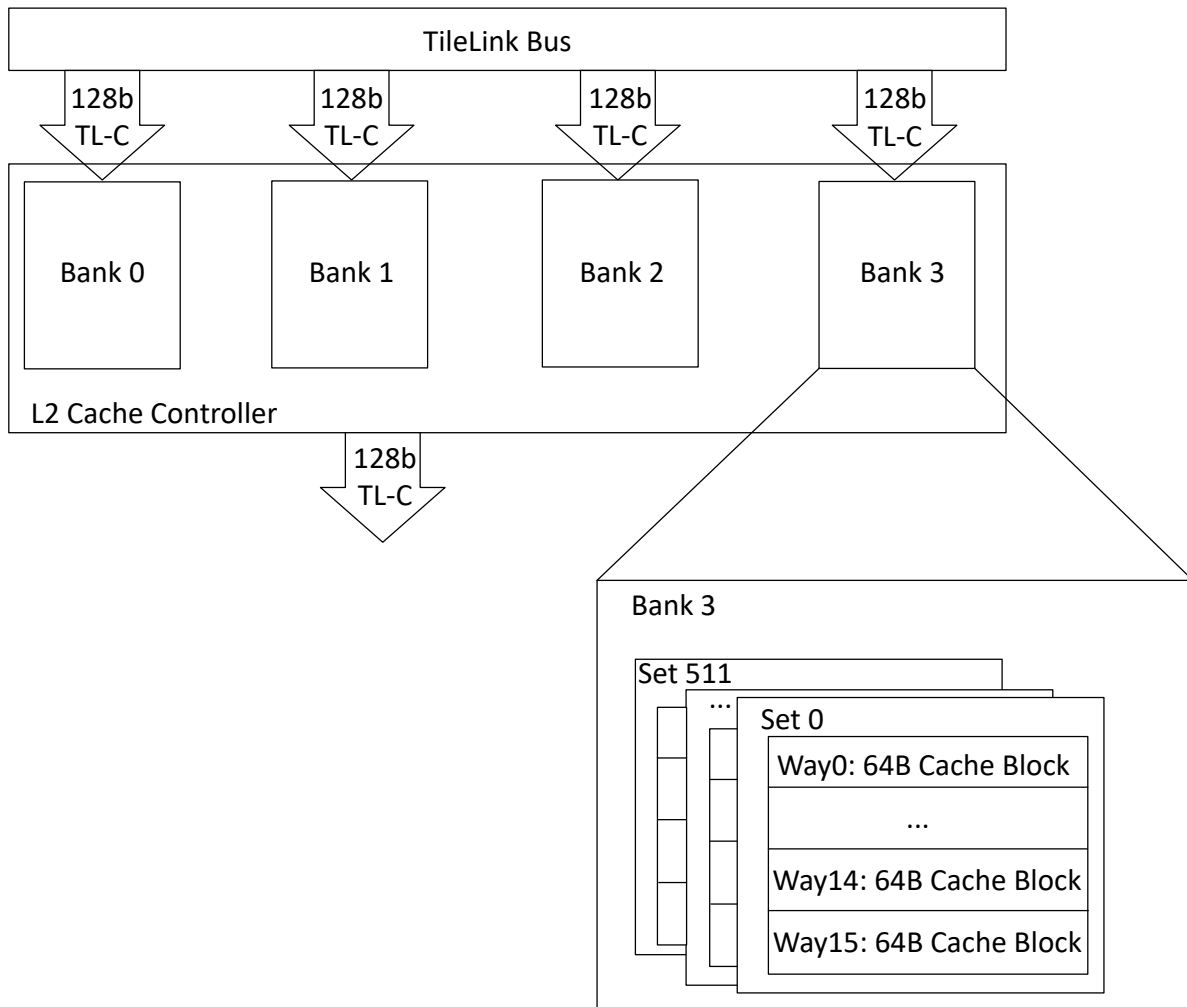 TileLink Bus
128b
TL-C
128b
TL-C
128b
TL-C
128b
TL-C
Bank 0
Bank 1
Bank 2
Bank 3
L2 Cache Controller
128b
TL-C
Bank 3
Set 511
...
Set 0
Way0: 64B Cache Block
...
Way14: 64B Cache Block
Way15: 64B Cache Block